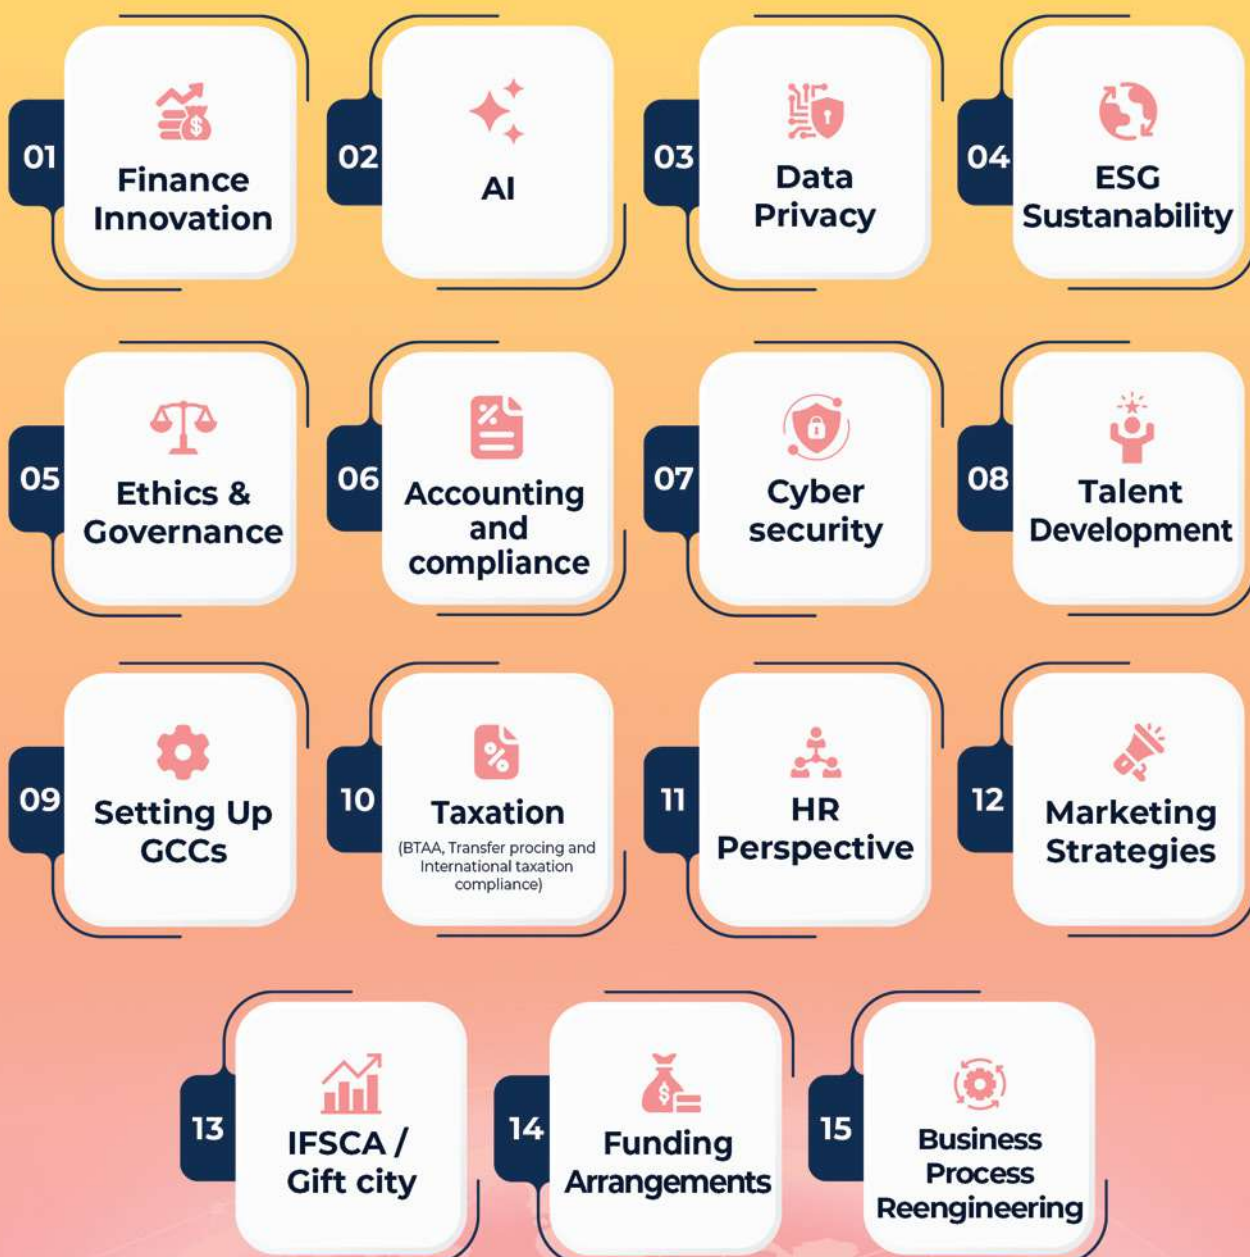 01
Finance
Innovation
02
AI
03
Data
Privacy
04
ESG
Sustanability
05
Ethics &
Governance
06
Accounting
and
compliance
07
Cyber
security
08
Talent
Development
09
Setting Up
GCCs
10
Taxation
(BTAA, Transfer procing and
International taxation
compliance)
11
HR
Perspective
12
Marketing
Strategies
13
IFSCA /
Gift city
14
Funding
Arrangements
15
Business
Process
Reengineering